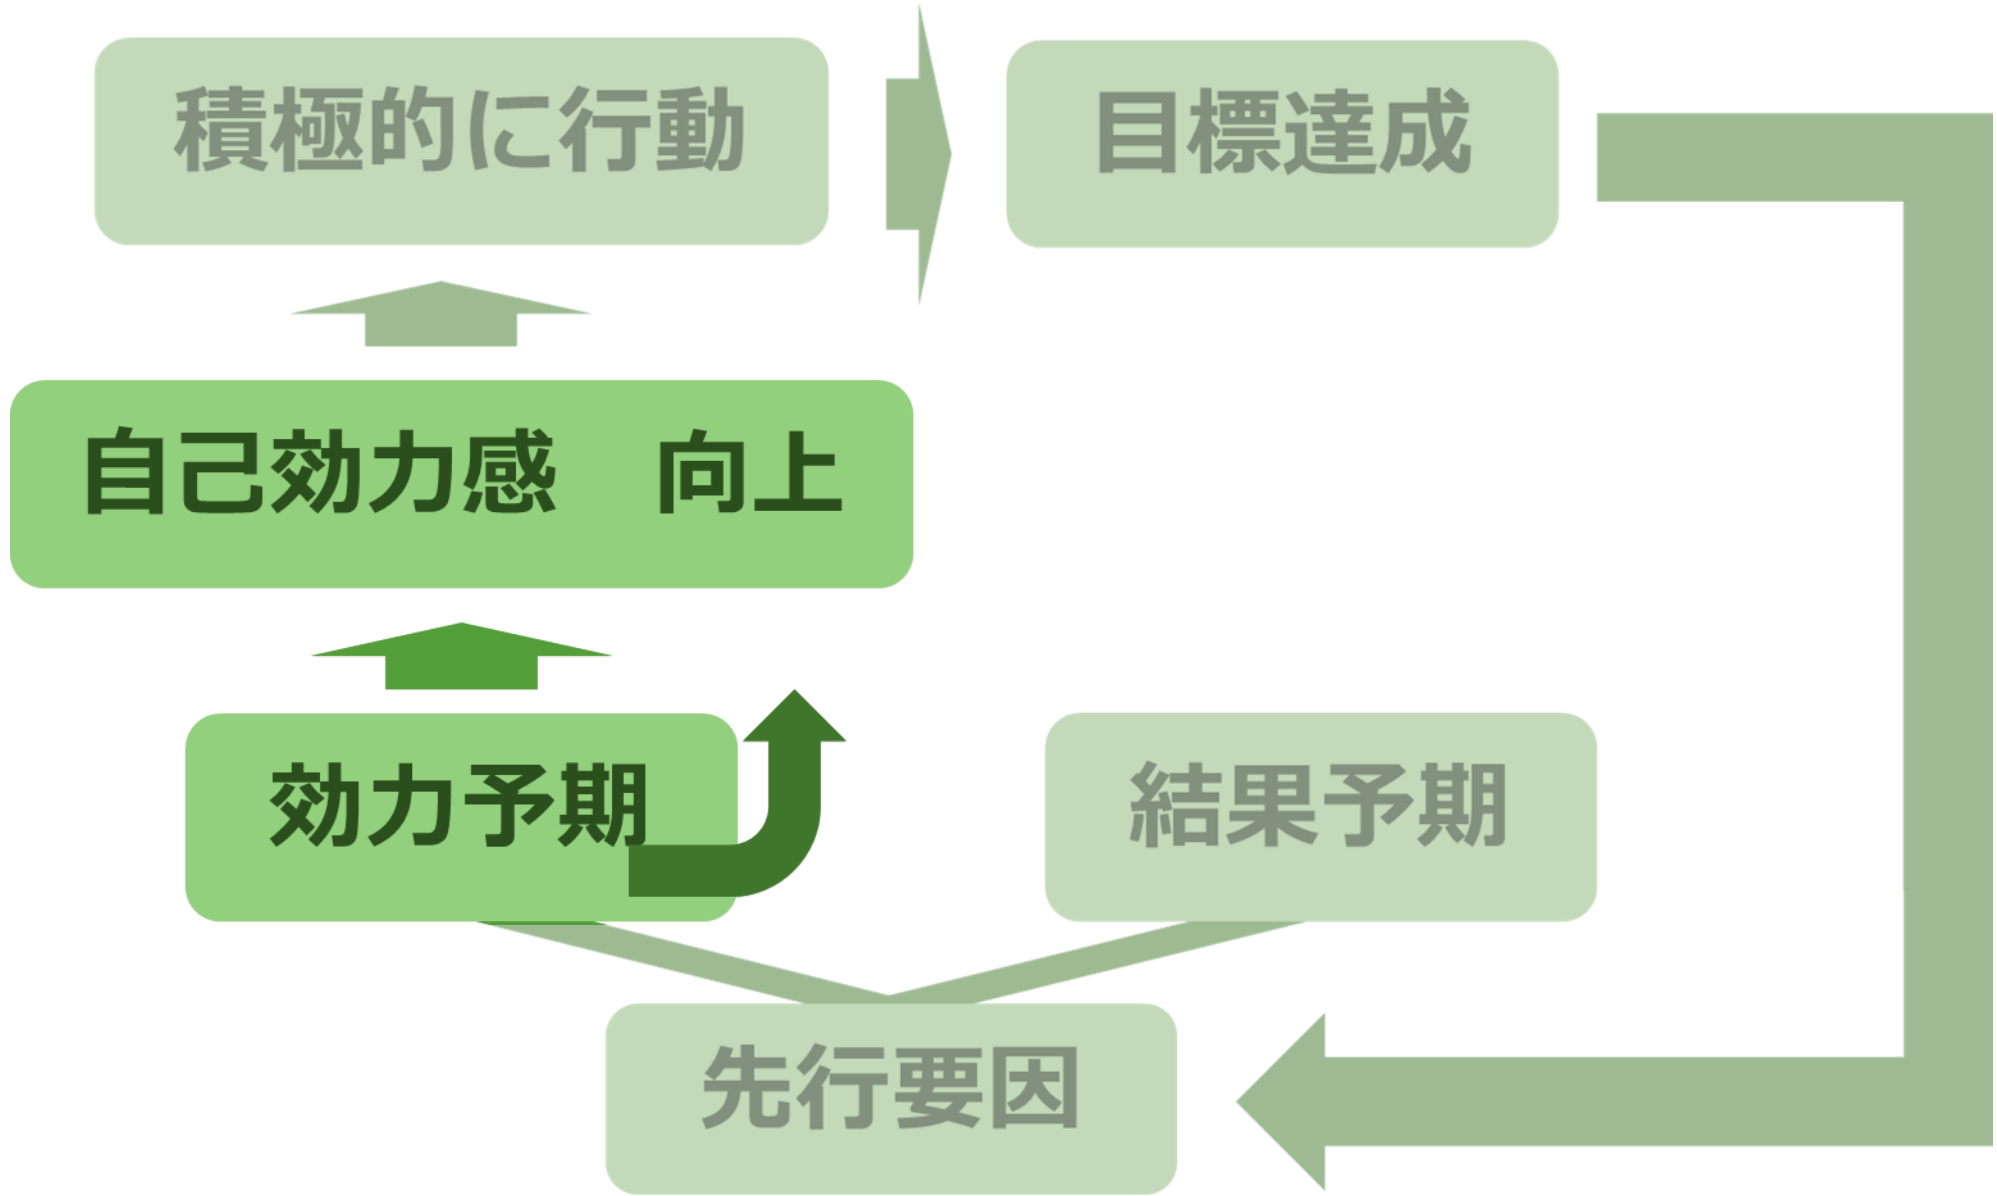 積極的に行動
目標達成
自己効力感　向上
効力予期
結果予期
先行要因